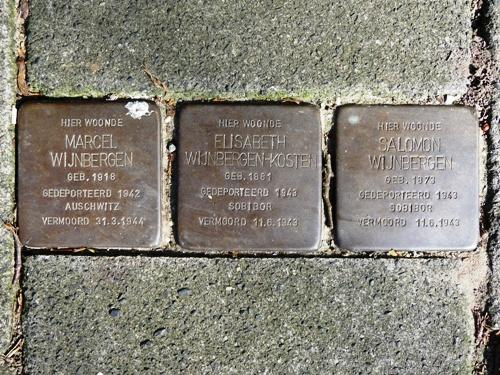 HIER WOONDE
MARCEL
WIJNBERGEN
GEB. 1918
GEDEPORTEERD 1942
AUSCHWITZ
VERMOORD 31.3.1944
HIER WOONDE
ELISABETH
WIJNBERGEN-KOSTEN
GEB. 1881
GEDEPORTEERD 1943
SOBIBOR
VERMOORD 11.6.1943
HIER WOONDE
SALOMON
WIJNBERGEN
GEB. 1873
GEDEPORTEERD 1943
SOBIBOR
VERMOORD 11.6.1943